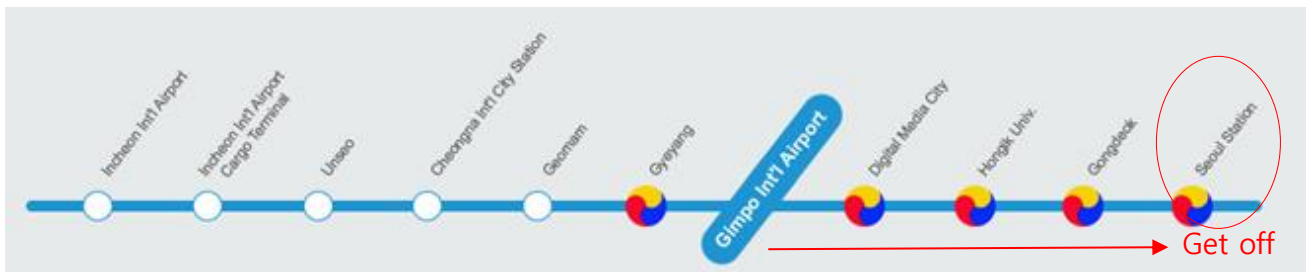 Incheon Int'l Airport
Incheon Int'l Airport
Cargo Terminal
Unseo
Cheongna Int'l City Station
Geomam
Gyeyang
Gimpo Int'l Airport
Digital Media City
Hongik Univ.
Gongdeok
Seoul Station
Get off